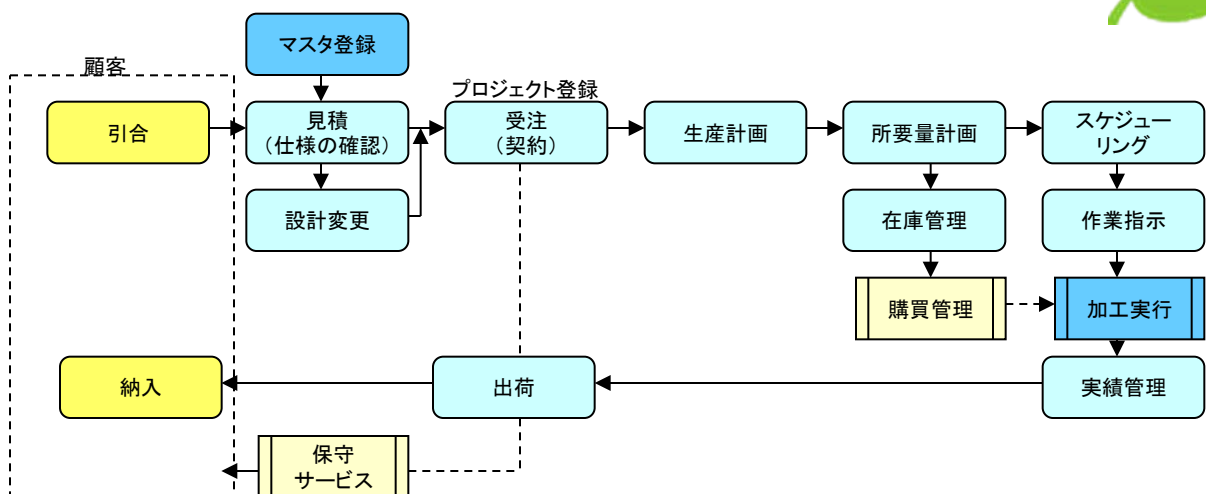 マスタ登録
顧客
プロジェクト登録
引合
見積
（仕様の確認）
受注
（契約）
生産計画
所要量計画
スケジュー
リング
設計変更
在庫管理
作業指示
購買管理
加工実行
納入
出荷
実績管理
保守
サービス